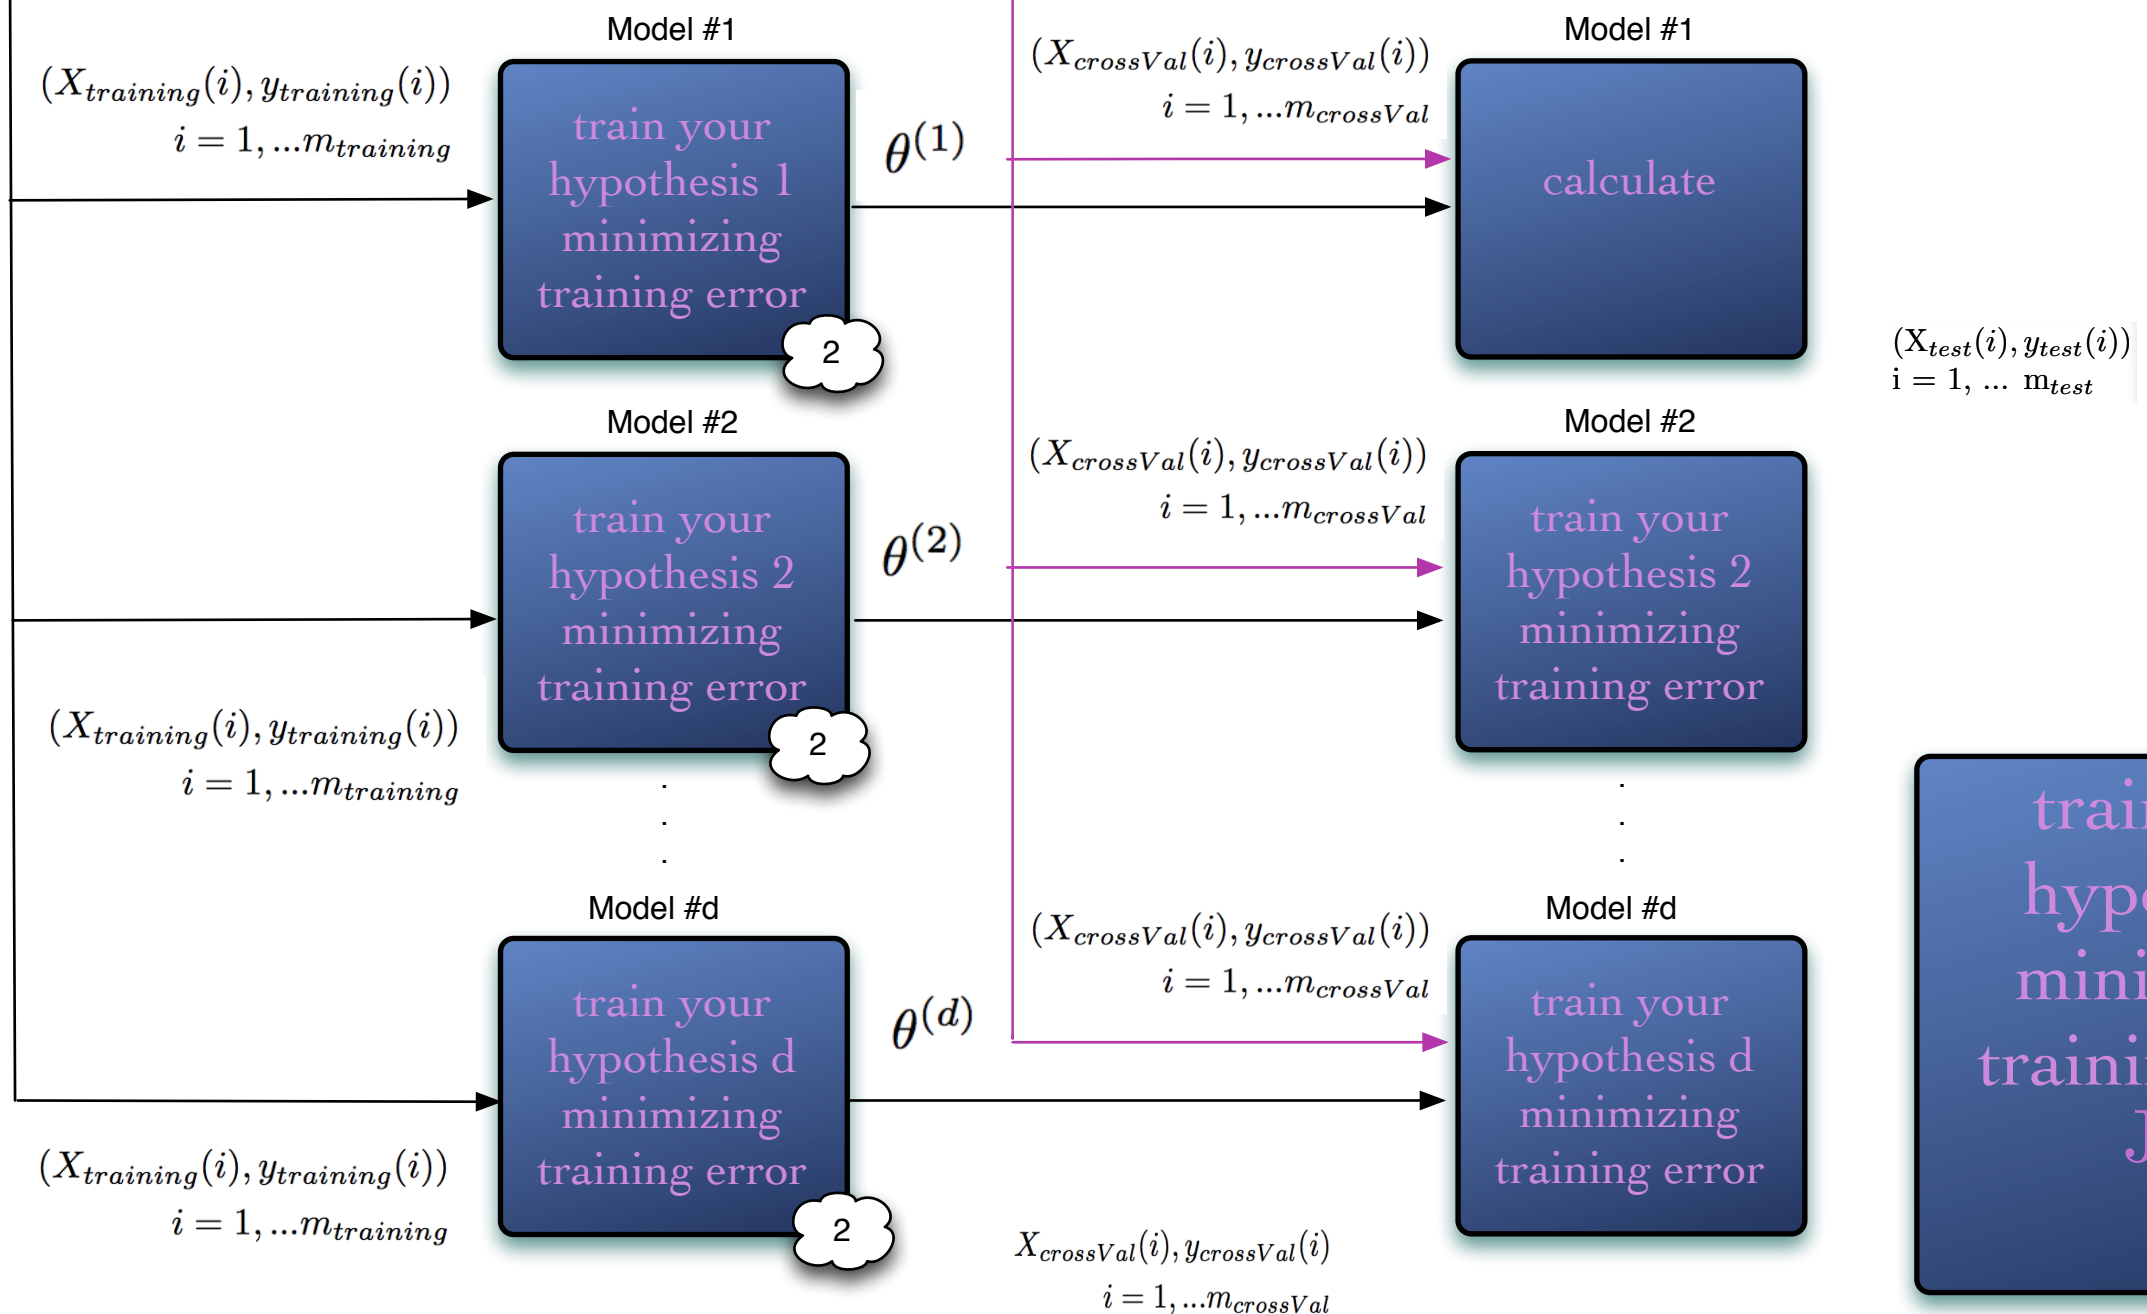 Model #1
(X_training(i), y_training(i))
i = 1, ...m_training
train your
hypothesis 1
minimizing
training error
2
θ^(1)
(X_crossVal(i), y_crossVal(i))
i = 1, ...m_crossVal
Model #1
calculate
(X_test(i), y_test(i))
i = 1, ... m_test
Model #2
train your
hypothesis 2
minimizing
training error
2
(X_training(i), y_training(i))
i = 1, ...m_training
θ^(2)
(X_crossVal(i), y_crossVal(i))
i = 1, ...m_crossVal
Model #2
train your
hypothesis 2
minimizing
training error
.
.
.
.
.
.
Model #d
train your
hypothesis d
minimizing
training error
2
(X_training(i), y_training(i))
i = 1, ...m_training
θ^(d)
(X_crossVal(i), y_crossVal(i))
i = 1, ...m_crossVal
Model #d
train your
hypothesis d
minimizing
training error
X_crossVal(i), y_crossVal(i)
i = 1, ...m_crossVal